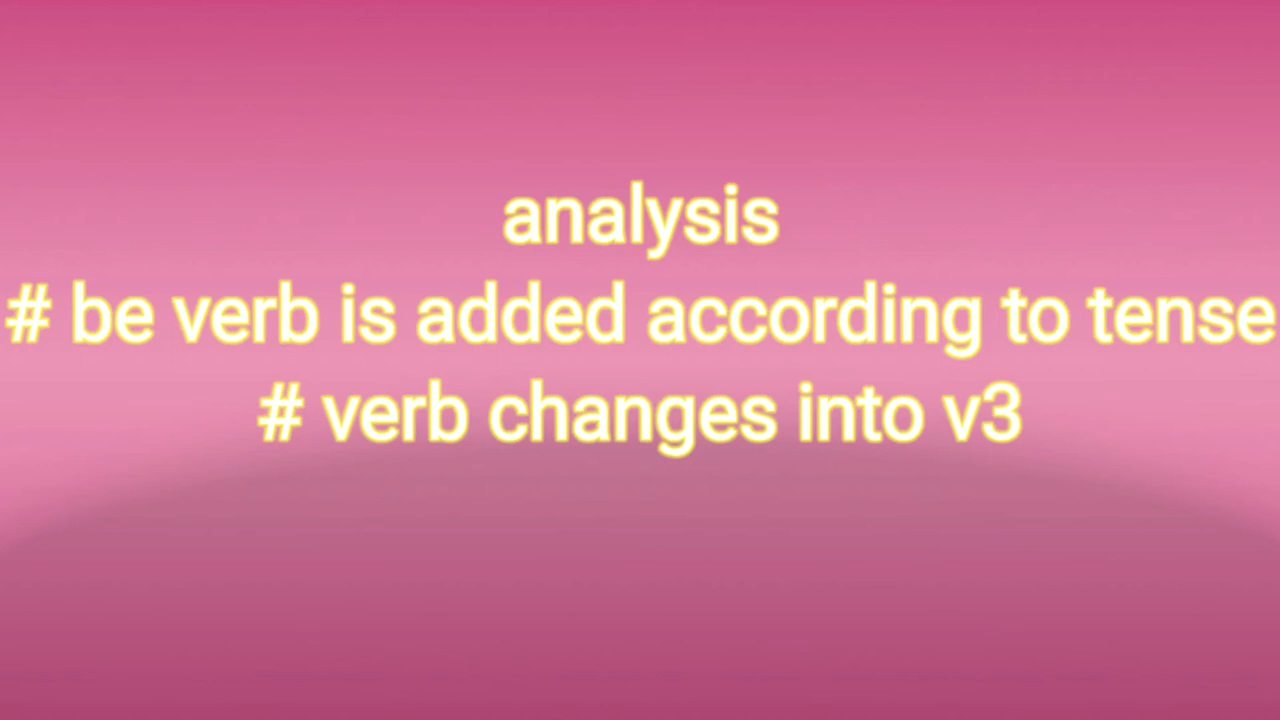 analysis
# be verb is added according to tense
# verb changes into v3